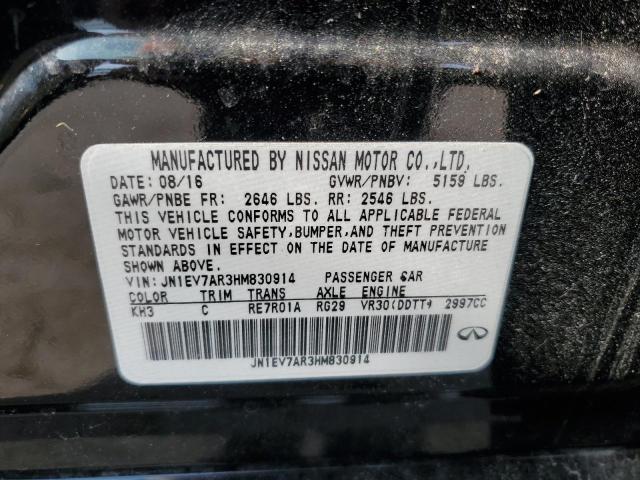 MANUFACTURED BY NISSAN MOTOR CO.,LTD.
DATE: 08/16 GVWR/PNBV: 5159 LBS.
GAWR/PNBE FR: 2646 LBS. RR: 2546 LBS.
THIS VEHICLE CONFORMS TO ALL APPLICABLE FEDERAL
MOTOR VEHICLE SAFETY,BUMPER,AND THEFT PREVENTION
STANDARDS IN EFFECT ON THE DATE OF MANUFACTURE
SHOWN ABOVE.
VIN: JN1EV7AR3HM830914 PASSENGER CAR
COLOR TRIM TRANS AXLE ENGINE
KH3 C RE7R01A RG29 VR30(DDTT) 2997CC
JN1EV7AR3HM830914